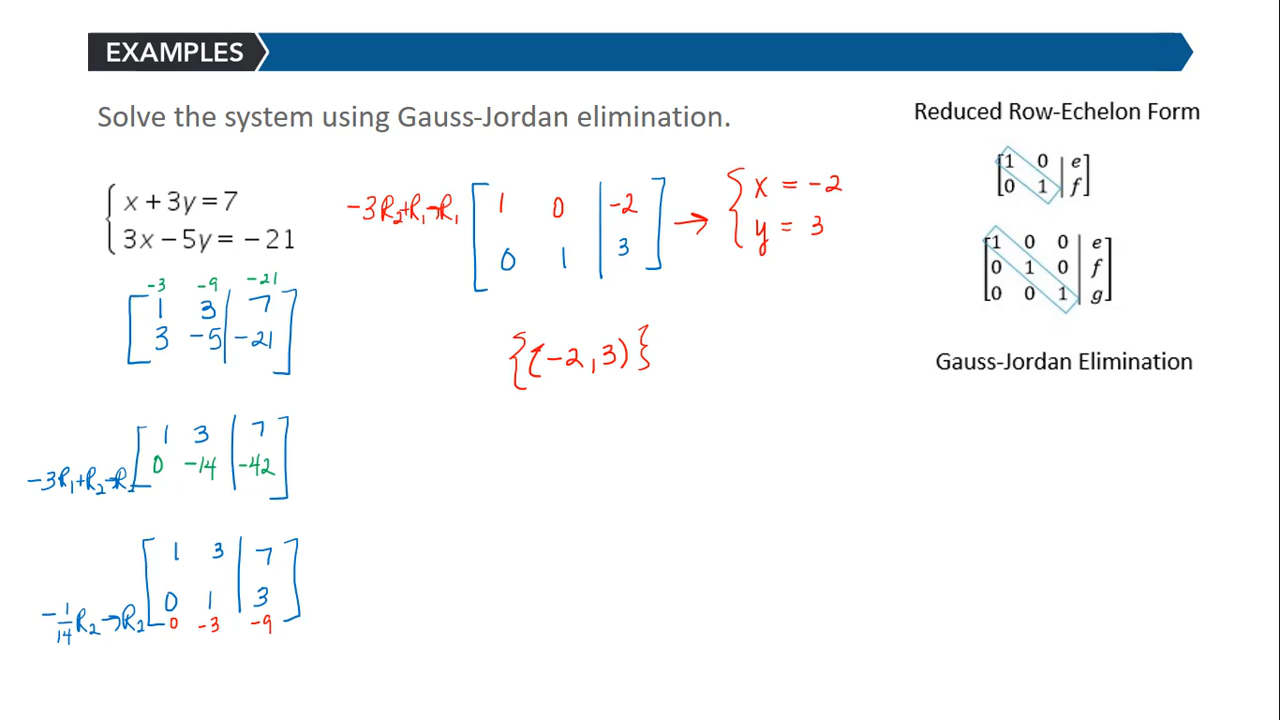 EXAMPLES
Solve the system using Gauss-Jordan elimination.
x + 3y = 7
3x − 5y = −21
-3 -9 -21
1 3 7
3 -5 -21
1 3 7
0 -14 -42
-3R₁+R₂→R₂
1 3 7
0 1 3
-1/14 R₂→R₂
0 -3 -9
-3R₂+R₁→R₁
1 0 | -2
0 1 | 3
→
x = -2
y = 3
{(-2,3)}
Reduced Row-Echelon Form
1 0 | e
0 1 | f
1 0 0 | e
0 1 0 | f
0 0 1 | g
Gauss-Jordan Elimination